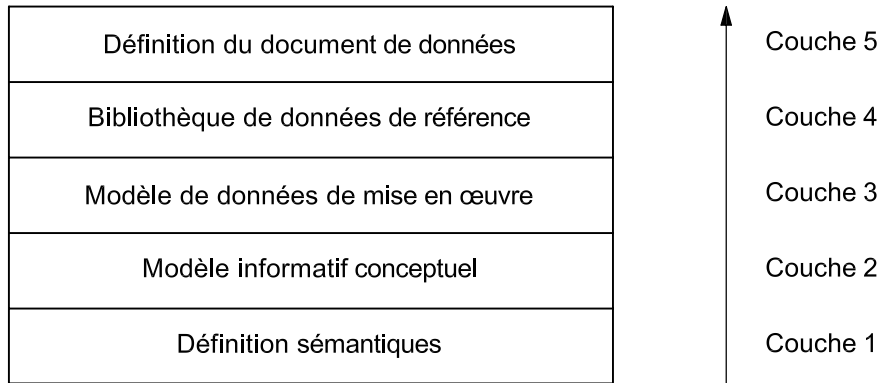 Définition du document de données
Couche 5
Bibliothèque de données de référence
Couche 4
Modèle de données de mise en œuvre
Couche 3
Modèle informatif conceptuel
Couche 2
Définition sémantiques
Couche 1